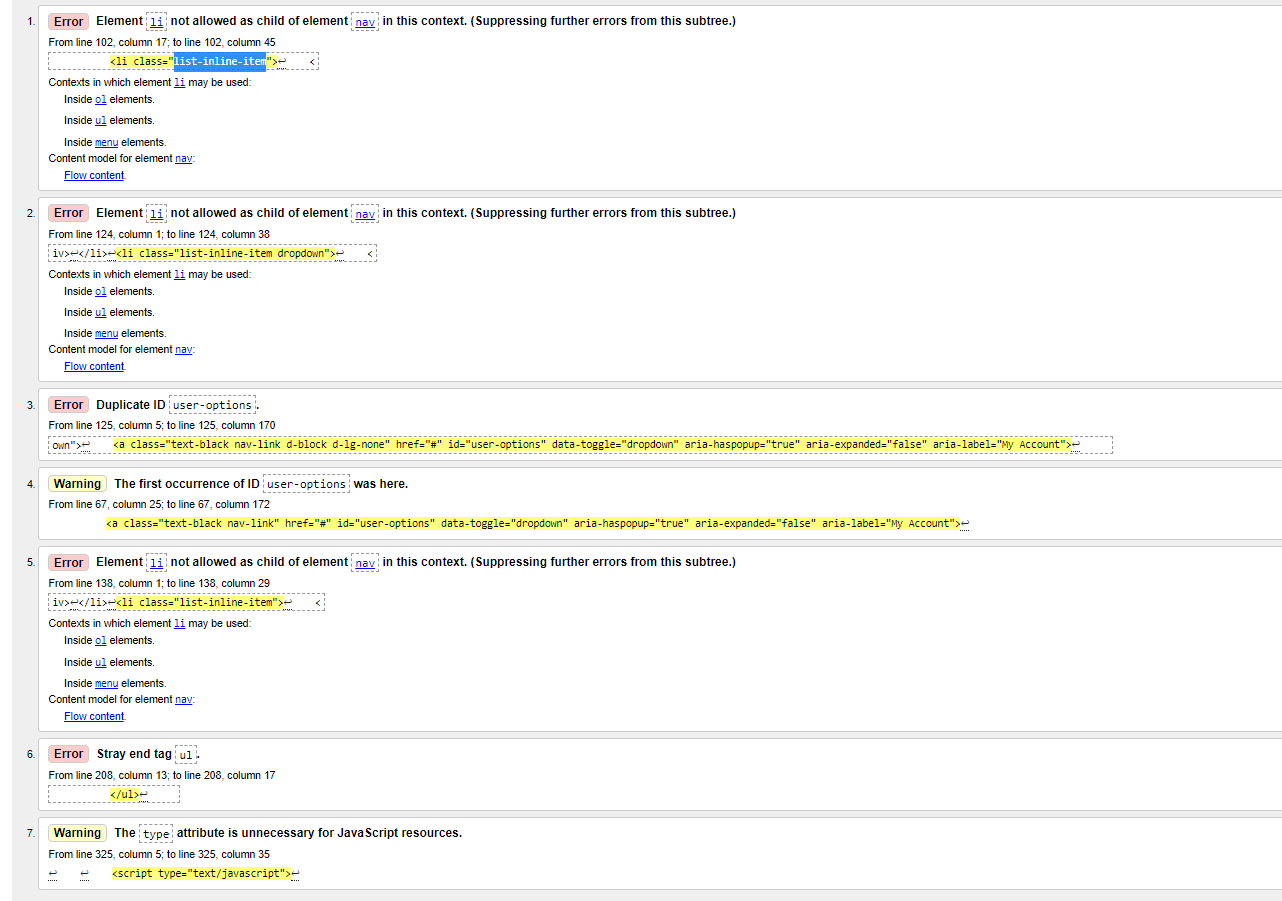 1. Error Element li not allowed as child of element nav in this context. (Suppressing further errors from this subtree.)
From line 102, column 17; to line 102, column 45
<li class="list-inline-item">↩ <
Contexts in which element li may be used:
Inside ol elements.
Inside ul elements.
Inside menu elements.
Content model for element nav:
Flow content.
2. Error Element li not allowed as child of element nav in this context. (Suppressing further errors from this subtree.)
From line 124, column 1; to line 124, column 38
iv>↩</li>↩<li class="list-inline-item dropdown">↩ <
Contexts in which element li may be used:
Inside ol elements.
Inside ul elements.
Inside menu elements.
Content model for element nav:
Flow content.
3. Error Duplicate ID user-options.
From line 125, column 5; to line 125, column 170
own">↩ <a class="text-black nav-link d-block d-lg-none" href="#" id="user-options" data-toggle="dropdown" aria-haspopup="true" aria-expanded="false" aria-label="My Account">↩
4. Warning The first occurrence of ID user-options was here.
From line 67, column 25; to line 67, column 172
<a class="text-black nav-link" href="#" id="user-options" data-toggle="dropdown" aria-haspopup="true" aria-expanded="false" aria-label="My Account">↩
5. Error Element li not allowed as child of element nav in this context. (Suppressing further errors from this subtree.)
From line 138, column 1; to line 138, column 29
iv>↩</li>↩<li class="list-inline-item">↩ <
Contexts in which element li may be used:
Inside ol elements.
Inside ul elements.
Inside menu elements.
Content model for element nav:
Flow content.
6. Error Stray end tag ul.
From line 208, column 13; to line 208, column 17
</ul>↩
7. Warning The type attribute is unnecessary for JavaScript resources.
From line 325, column 5; to line 325, column 35
↩ ↩ <script type="text/javascript">↩